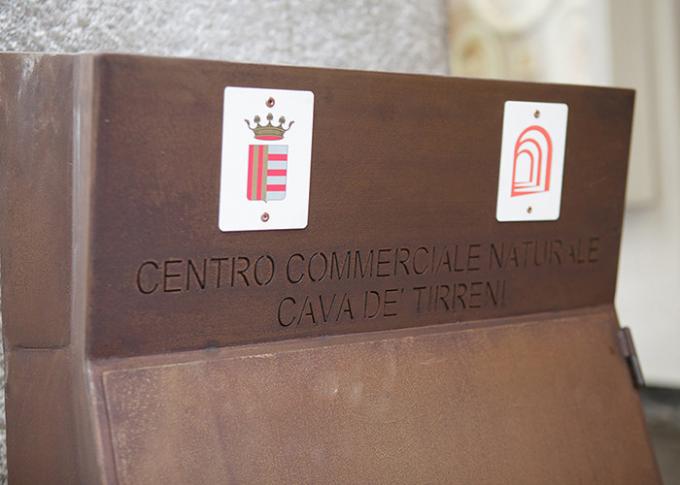 CENTRO COMMERCIALE NATURALE
CAVA DE' TIRRENI